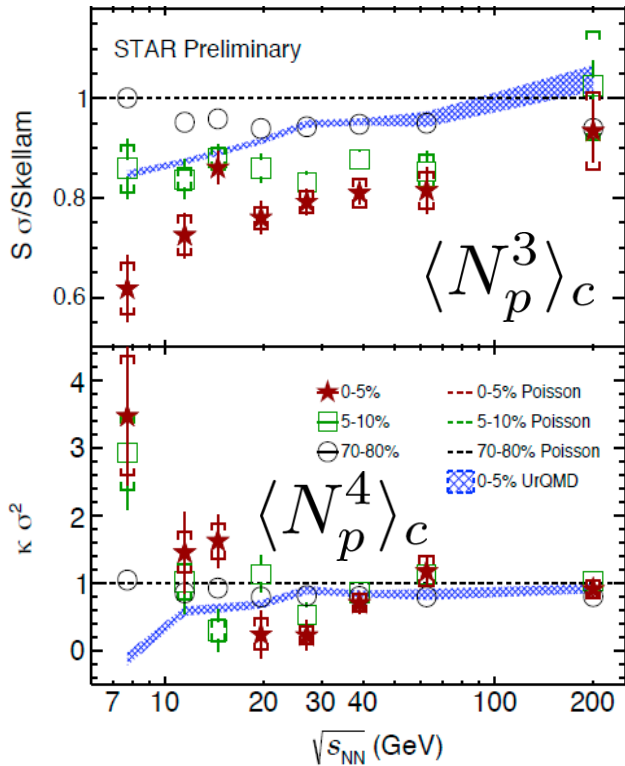 STAR Preliminary
S σ/Skellam
1
0.8
0.6
⟨N_p^3⟩_c
κ σ²
4
3
2
1
0
0-5%
5-10%
70-80%
0-5% Poisson
5-10% Poisson
70-80% Poisson
0-5% UrQMD
⟨N_p^4⟩_c
7 10 20 30 40 100 200
√s_NN (GeV)